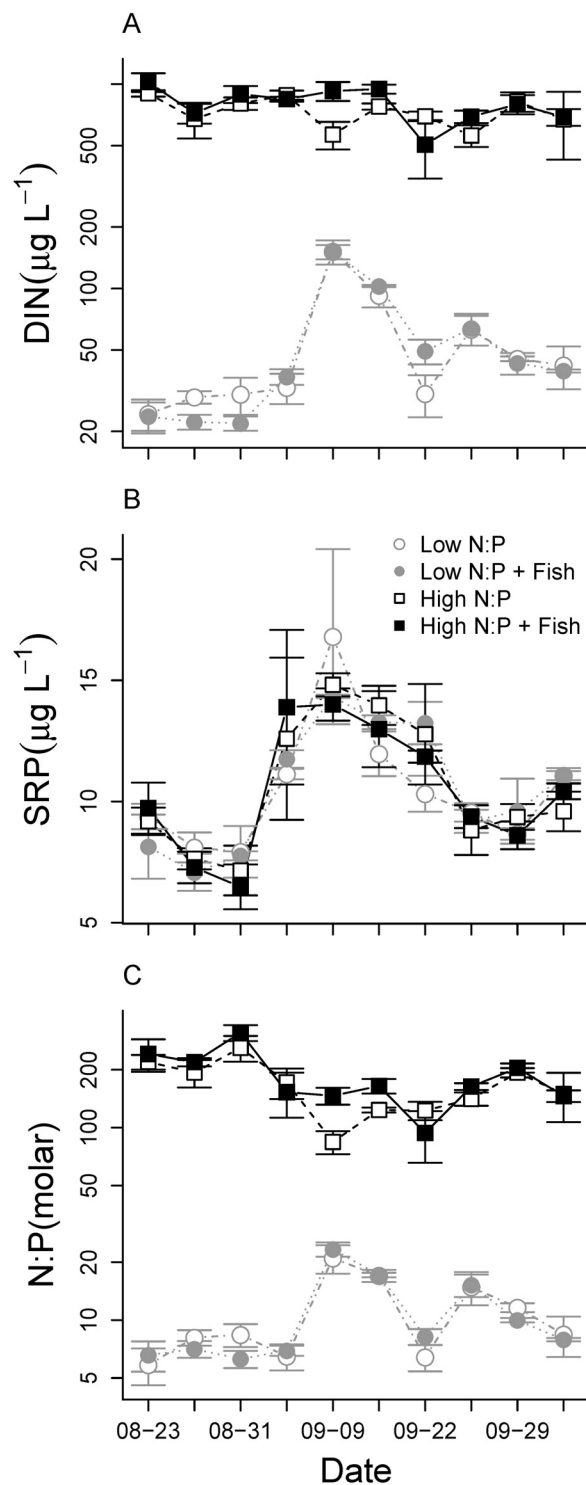 A
DIN(μg L−1)
500
200
100
50
20
B
SRP(μg L−1)
20
15
10
5
Low N:P
Low N:P + Fish
High N:P
High N:P + Fish
C
N:P(molar)
200
100
50
20
10
5
08−23 08−31 09−09 09−22 09−29
Date